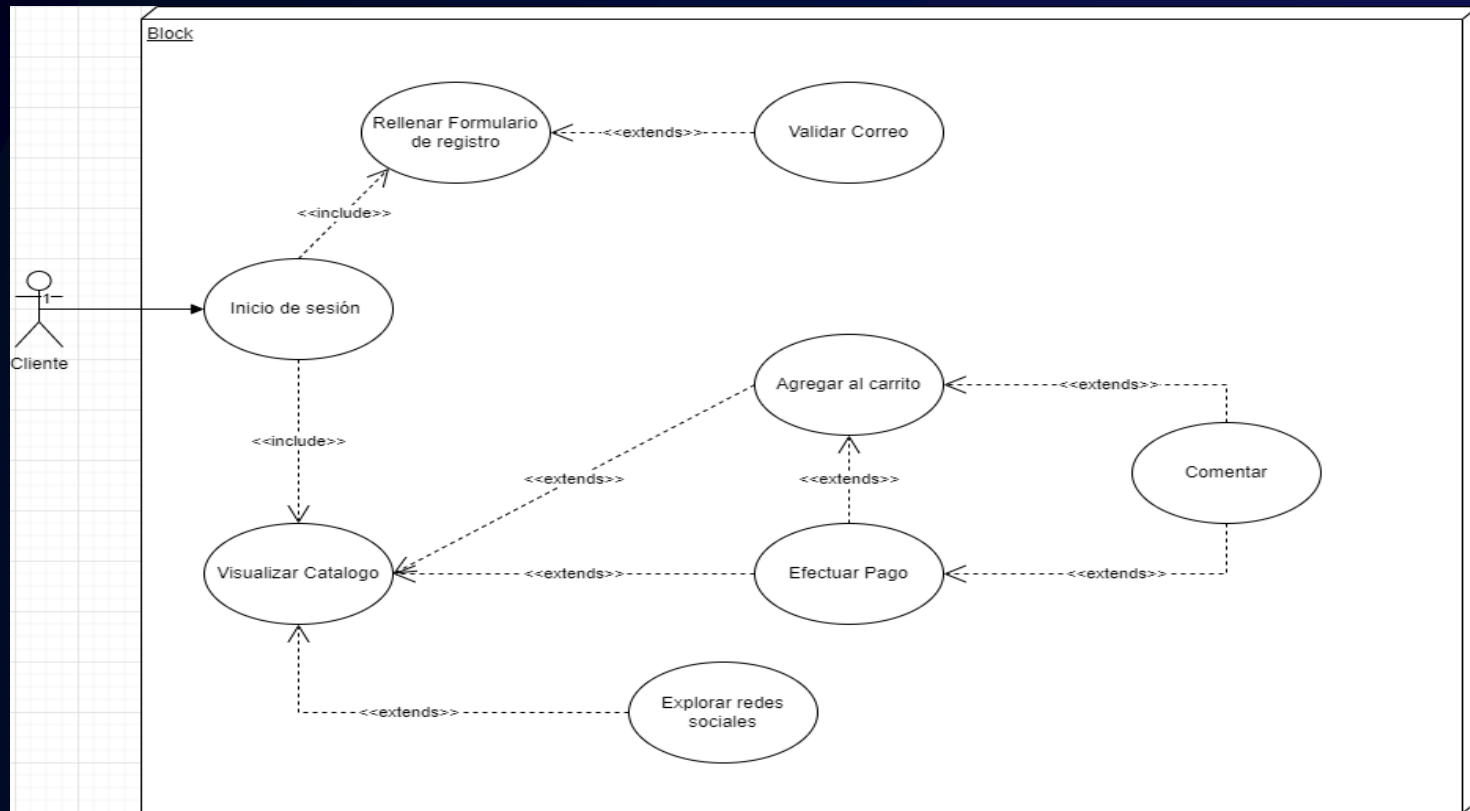 Block
Rellenar Formulario
de registro
<<extends>>
Validar Correo
<<include>>
1
Inicio de sesión
Cliente
Agregar al carrito
<<extends>>
<<include>>
Comentar
<<extends>>
<<extends>>
Visualizar Catalogo
<<extends>>
Efectuar Pago
<<extends>>
Explorar redes
sociales
<<extends>>